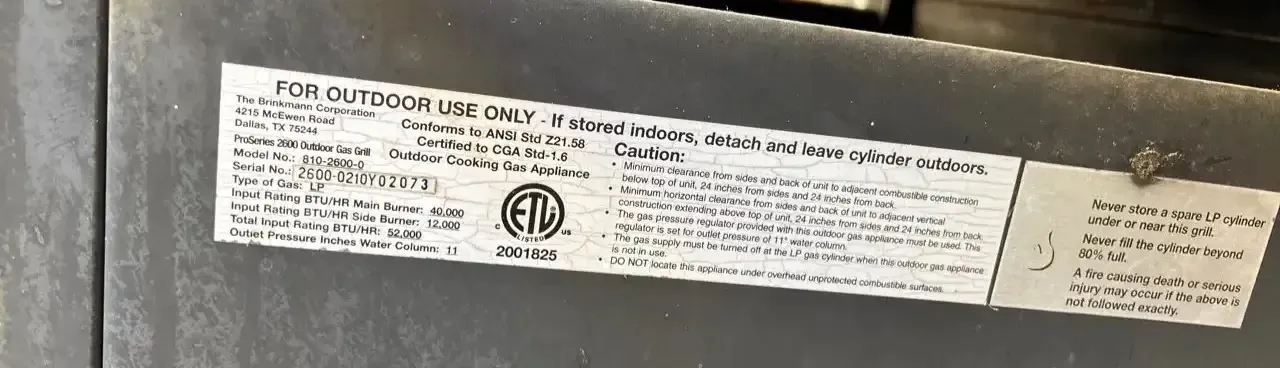 FOR OUTDOOR USE ONLY - If stored indoors, detach and leave cylinder outdoors.
The Brinkmann Corporation
4215 McEwen Road
Dallas, TX 75244
ProSeries 2600 Outdoor Gas Grill
Model No.: 810-2600-0
Serial No.: 2600-0210Y02073
Type of Gas: LP
Input Rating BTU/HR Main Burner: 40,000
Input Rating BTU/HR Side Burner: 12,000
Total Input Rating BTU/HR: 52,000
Outlet Pressure Inches Water Column: 11
Conforms to ANSI Std Z21.58
Certified to CGA Std-1.6
Outdoor Cooking Gas Appliance
ETL
C US
LISTED
2001825
Caution:
• Minimum clearance from sides and back of unit to adjacent combustible construction
below top of unit, 24 inches from sides and 24 inches from back.
• Minimum horizontal clearance from sides and back of unit to adjacent vertical
construction extending above top of unit, 24 inches from sides and 24 inches from back.
• The gas pressure regulator provided with this outdoor gas appliance must be used. This
regulator is set for outlet pressure of 11" water column.
• The gas supply must be turned off at the LP gas cylinder when this outdoor gas appliance
is not in use.
• DO NOT locate this appliance under overhead unprotected combustible surfaces.
Never store a spare LP cylinder
under or near this grill.
Never fill the cylinder beyond
80% full.
A fire causing death or serious
injury may occur if the above is
not followed exactly.